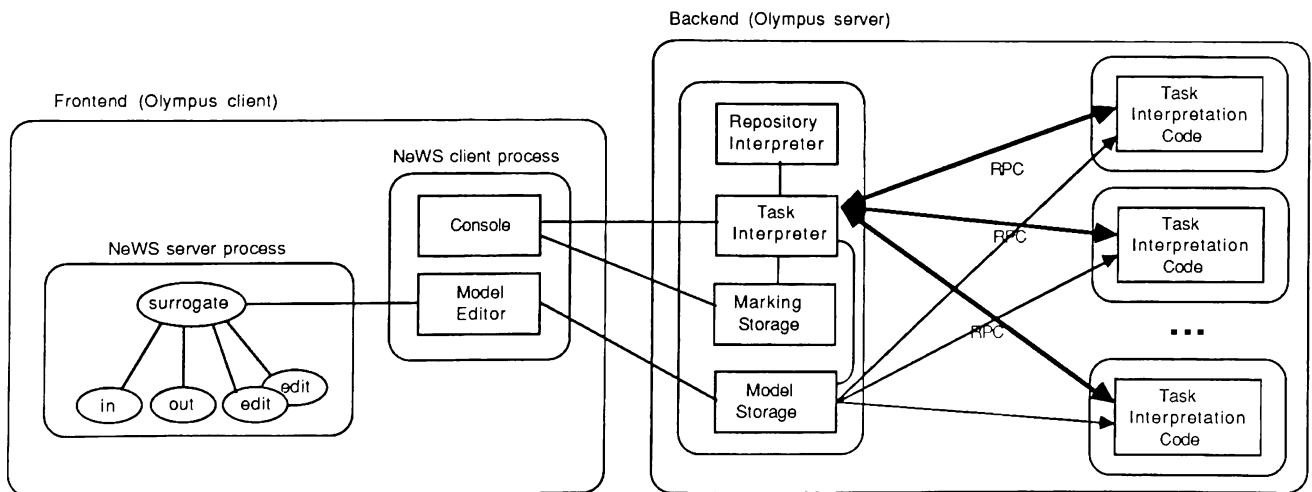 Backend (Olympus server)
Frontend (Olympus client)
NeWS client process
Console
Model
Editor
NeWS server process
surrogate
in
out
edit
edit
Repository
Interpreter
Task
Interpreter
Marking
Storage
Model
Storage
RPC
RPC
RPC
Task
Interpretation
Code
Task
Interpretation
Code
...
Task
Interpretation
Code